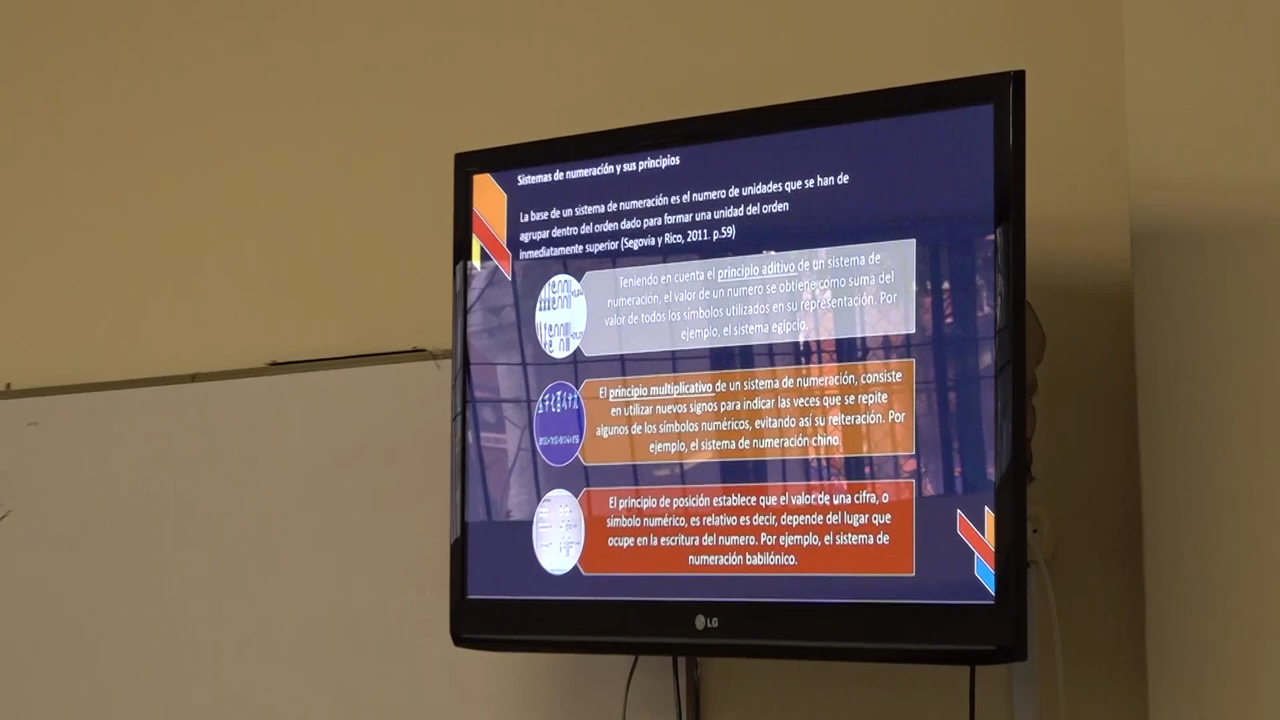 Sistemas de numeración y sus principios
La base de un sistema de numeración es el numero de unidades que se han de
agrupar dentro del orden dado para formar una unidad del orden
inmediatamente superior (Segovia y Rico, 2011. p.59)
Teniendo en cuenta el principio aditivo de un sistema de
numeración, el valor de un numero se obtiene como suma del
valor de todos los símbolos utilizados en su representación. Por
ejemplo, el sistema egipcio.
El principio multiplicativo de un sistema de numeración, consiste
en utilizar nuevos signos para indicar las veces que se repite
algunos de los símbolos numéricos, evitando así su reiteración. Por
ejemplo, el sistema de numeración chino.
El principio de posición establece que el valor de una cifra, o
símbolo numérico, es relativo es decir, depende del lugar que
ocupe en la escritura del numero. Por ejemplo, el sistema de
numeración babilónico.
LG